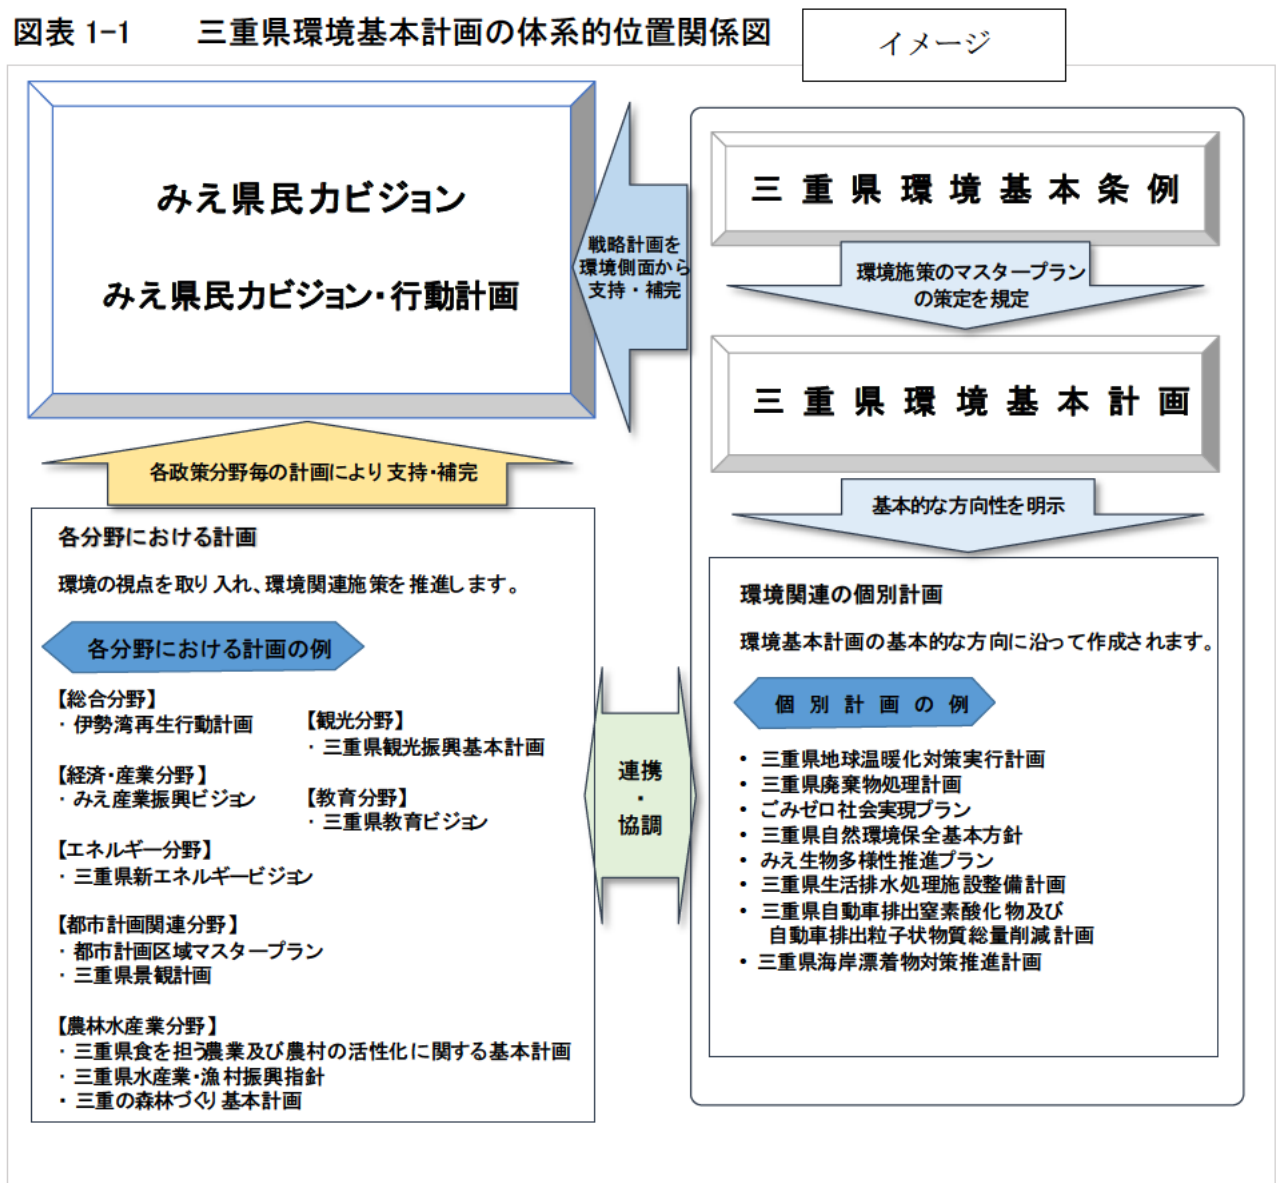 図表 1-1 三重県環境基本計画の体系的位置関係図
イメージ
みえ県民力ビジョン
みえ県民力ビジョン・行動計画
戦略計画を
環境側面から
支持・補完
三重県環境基本条例
環境施策のマスタープラン
の策定を規定
三重県環境基本計画
基本的な方向性を明示
各政策分野毎の計画により支持・補完
各分野における計画
環境の視点を取り入れ、環境関連施策を推進します。
各分野における計画の例
【総合分野】
・伊勢湾再生行動計画
【経済・産業分野】
・みえ産業振興ビジョン
【エネルギー分野】
・三重県新エネルギービジョン
【観光分野】
・三重県観光振興基本計画
【教育分野】
・三重県教育ビジョン
【都市計画関連分野】
・都市計画区域マスタープラン
・三重県景観計画
【農林水産業分野】
・三重県食を担う農業及び農村の活性化に関する基本計画
・三重県水産業・漁村振興指針
・三重の森林づくり基本計画
連携
・
協調
環境関連の個別計画
環境基本計画の基本的な方向に沿って作成されます。
個別計画の例
• 三重県地球温暖化対策実行計画
• 三重県廃棄物処理計画
• ごみゼロ社会実現プラン
• 三重県自然環境保全基本方針
• みえ生物多様性推進プラン
• 三重県生活排水処理施設整備計画
• 三重県自動車排出窒素酸化物及び
自動車排出粒子状物質総量削減計画
• 三重県海岸漂着物対策推進計画